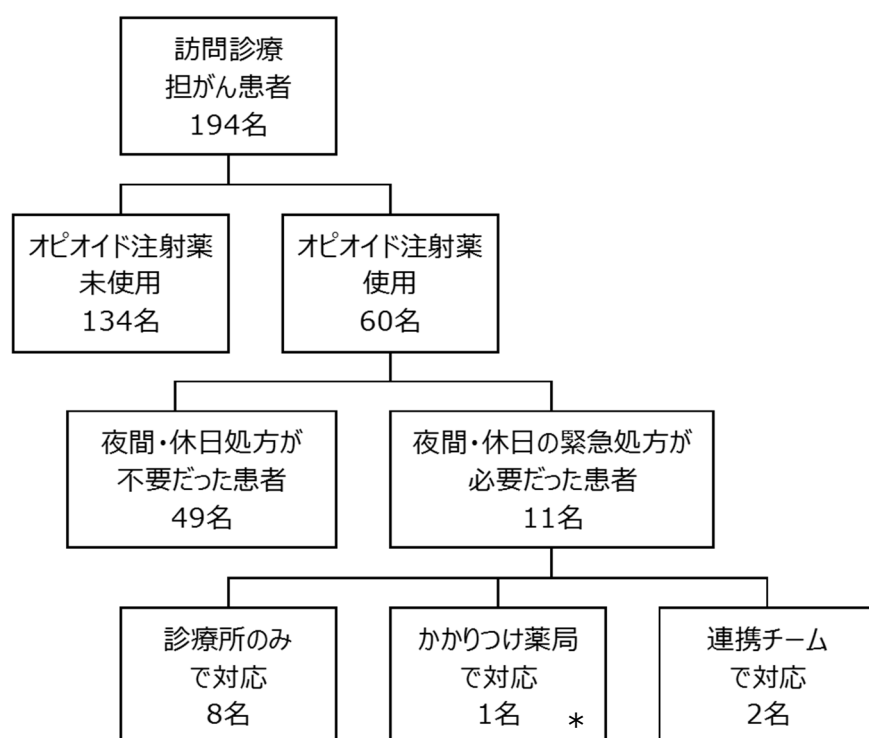 訪問診療
担がん患者
194名
オピオイド注射薬
未使用
134名
オピオイド注射薬
使用
60名
夜間・休日処方が
不要だった患者
49名
夜間・休日の緊急処方が
必要だった患者
11名
診療所のみ
で対応
8名
かかりつけ薬局
で対応
1名 *
連携チーム
で対応
2名